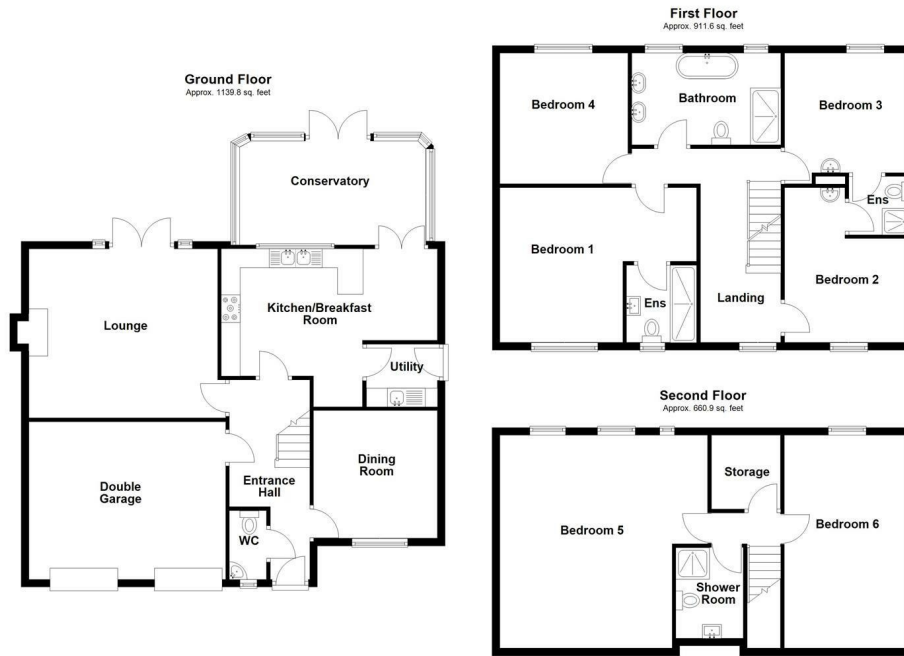 Ground Floor
Approx. 1139.8 sq. feet
Conservatory
Lounge
Kitchen/Breakfast
Room
Utility
Double
Garage
Entrance
Hall
Dining
Room
WC
First Floor
Approx. 911.6 sq. feet
Bedroom 4
Bathroom
Bedroom 3
Ens
Bedroom 1
Ens
Landing
Bedroom 2
Second Floor
Approx. 660.9 sq. feet
Bedroom 5
Storage
Bedroom 6
Shower
Room